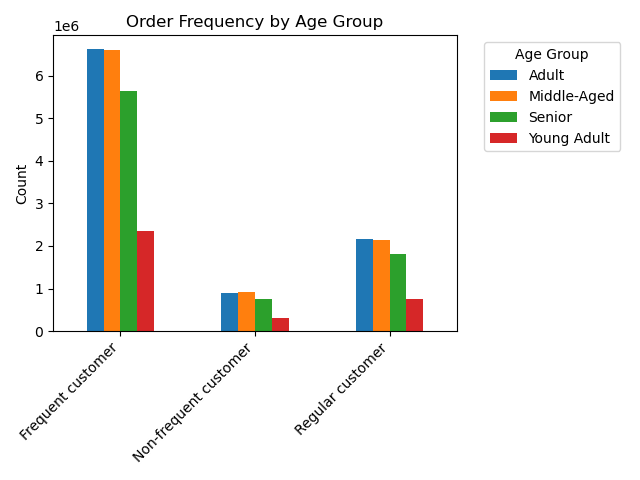 Order Frequency by Age Group
1e6
6
5
4
3
2
1
0
Count
Frequent customer
Non-frequent customer
Regular customer
Age Group
Adult
Middle-Aged
Senior
Young Adult